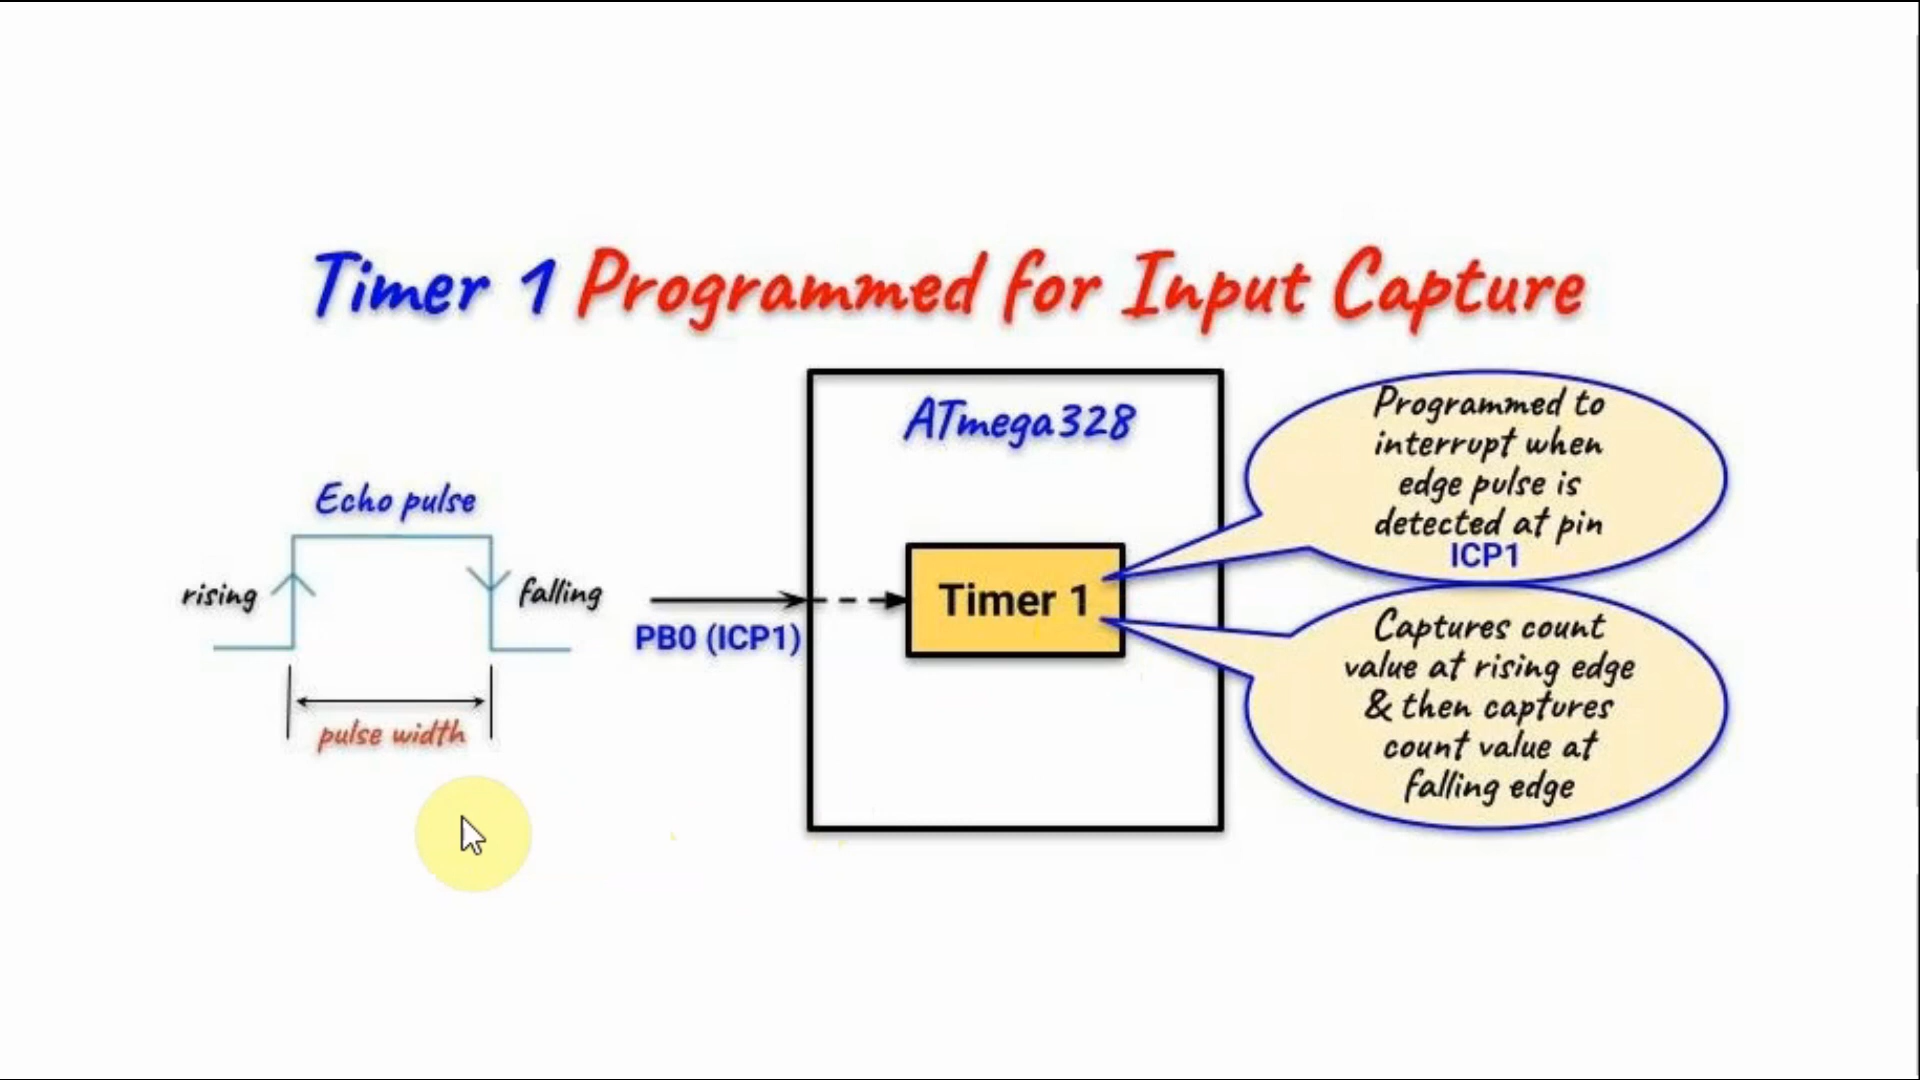 Timer 1 Programmed for Input Capture
ATmega328
Echo pulse
rising
falling
pulse width
PB0 (ICP1)
Timer 1
Programmed to
interrupt when
edge pulse is
detected at pin
ICP1
Captures count
value at rising edge
& then captures
count value at
falling edge